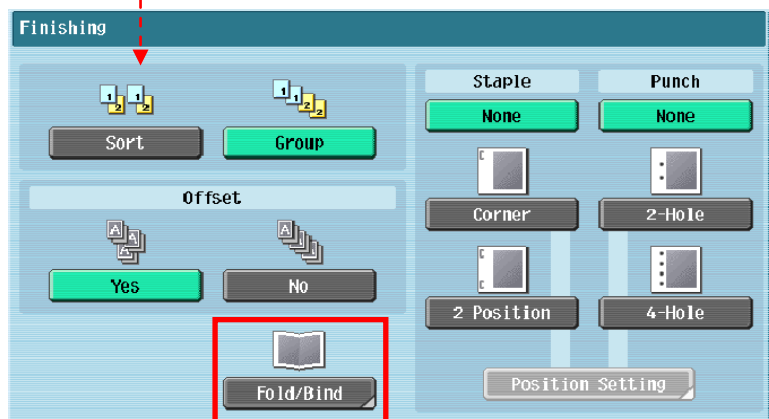 Finishing
Sort
Group
Offset
Yes
No
Fold/Bind
Staple
Punch
None
None
Corner
2-Hole
2 Position
4-Hole
Position Setting